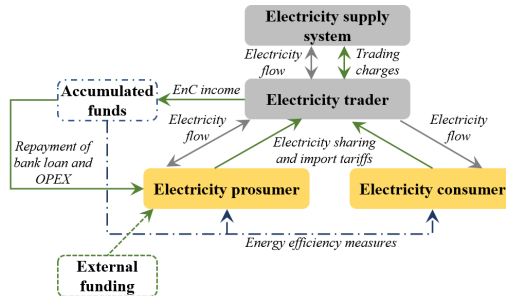 Electricity supply
system
Electricity
flow
Trading
charges
EnC income
Accumulated
funds
Electricity trader
Electricity
flow
Electricity
flow
Repayment of
bank loan and
OPEX
Electricity sharing
and import tariffs
Electricity prosumer
Electricity consumer
Energy efficiency measures
External
funding